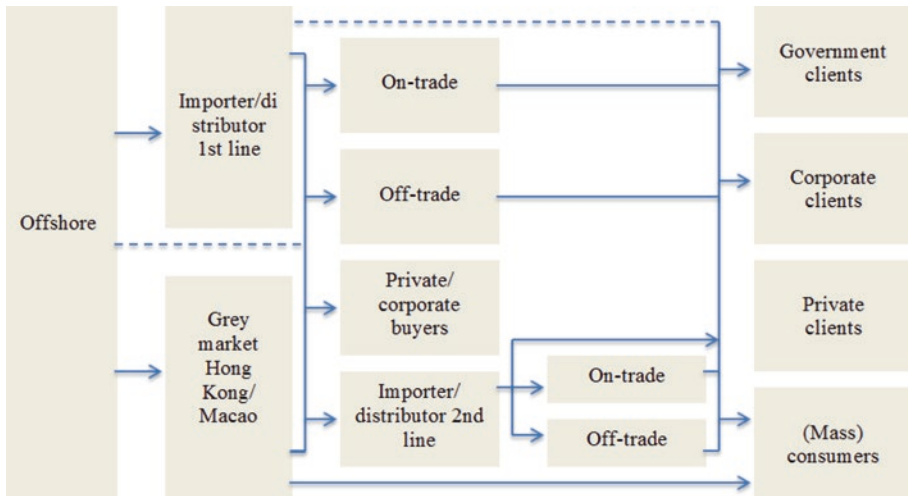 Offshore
Importer/di
stributor
1st line
Grey
market
Hong
Kong/
Macao
On-trade
Off-trade
Private/
corporate
buyers
Importer/
distributor 2nd
line
On-trade
Off-trade
Government
clients
Corporate
clients
Private
clients
(Mass)
consumers